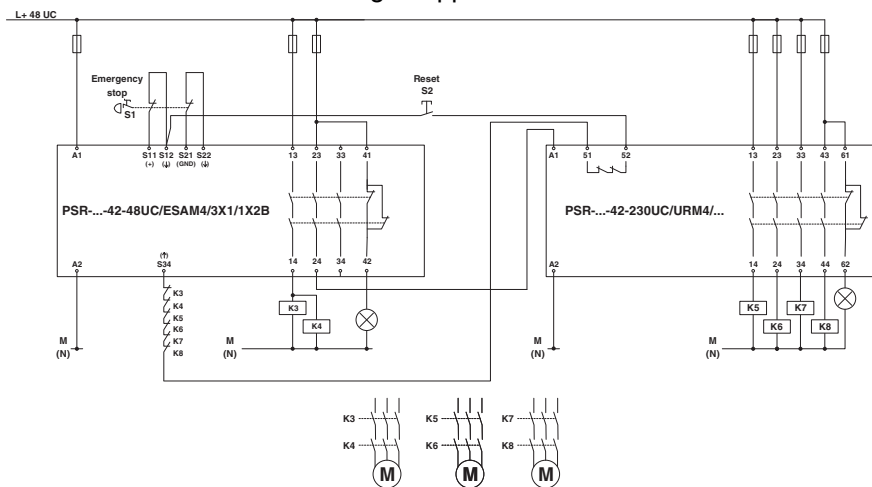 L+ 48 UC
Emergency
stop
S1
Reset
S2
A1 S11 S12 S21 S22 13 23 33 41
(+) (↓) (GND) (↓)
A1 51 52 13 23 33 43 61
PSR-...-42-48UC/ESAM4/3X1/1X2B
PSR-...-42-230UC/URM4/...
(↑)
A2 S34 14 24 34 42
A2 14 24 34 44 62
K3
K4
K5
K6
K7
K8
K3
K4
K5
K6
K7
K8
M
(N)
M
(N)
M
(N)
M
(N)
K3 K5 K7
K4 K6 K8
M M M